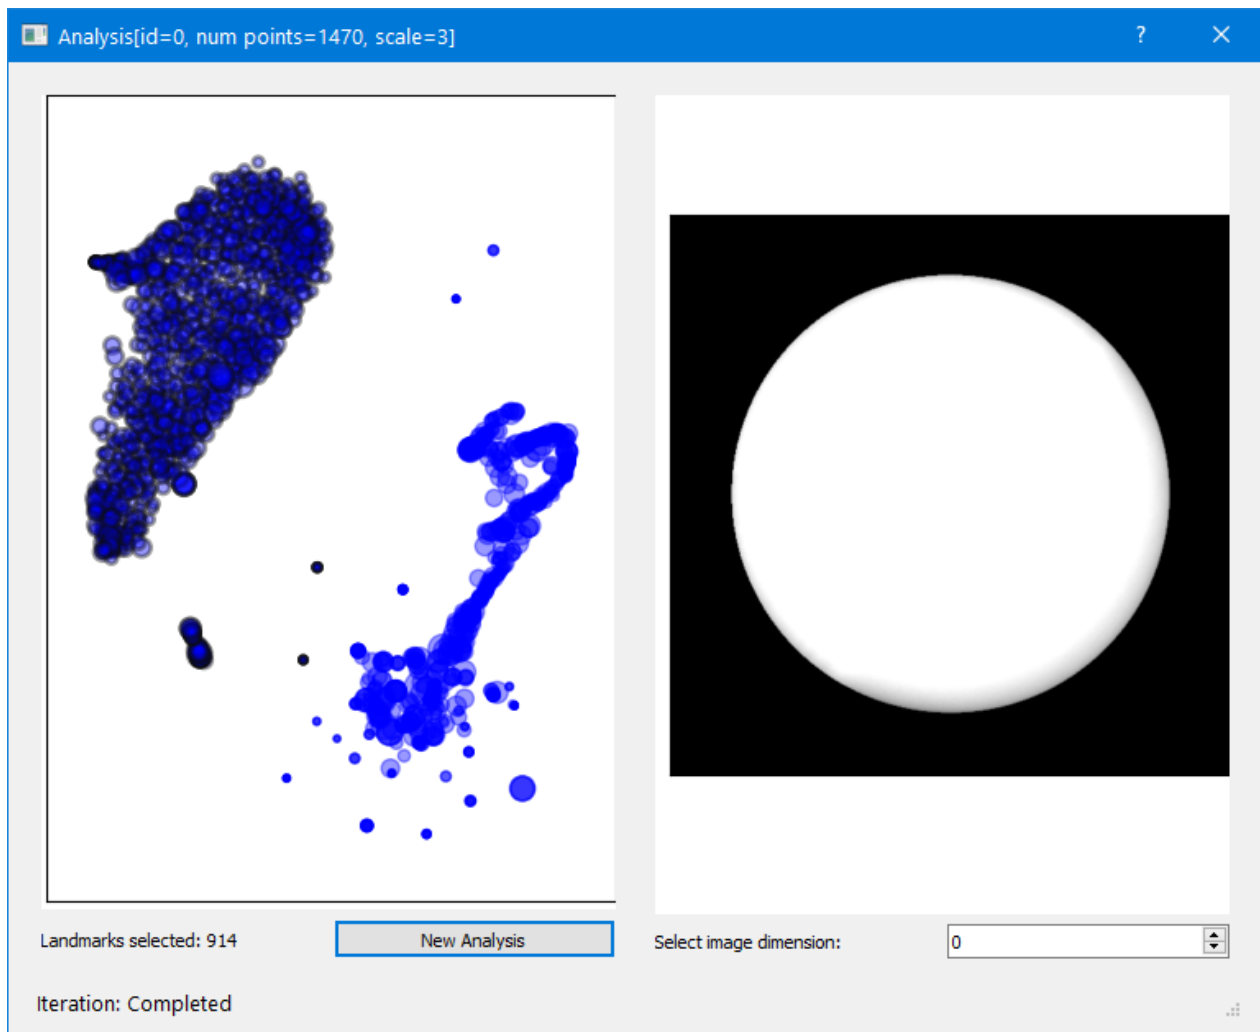 Analysis[id=0, num points=1470, scale=3]
?
Landmarks selected: 914
New Analysis
Select image dimension:
0
Iteration: Completed